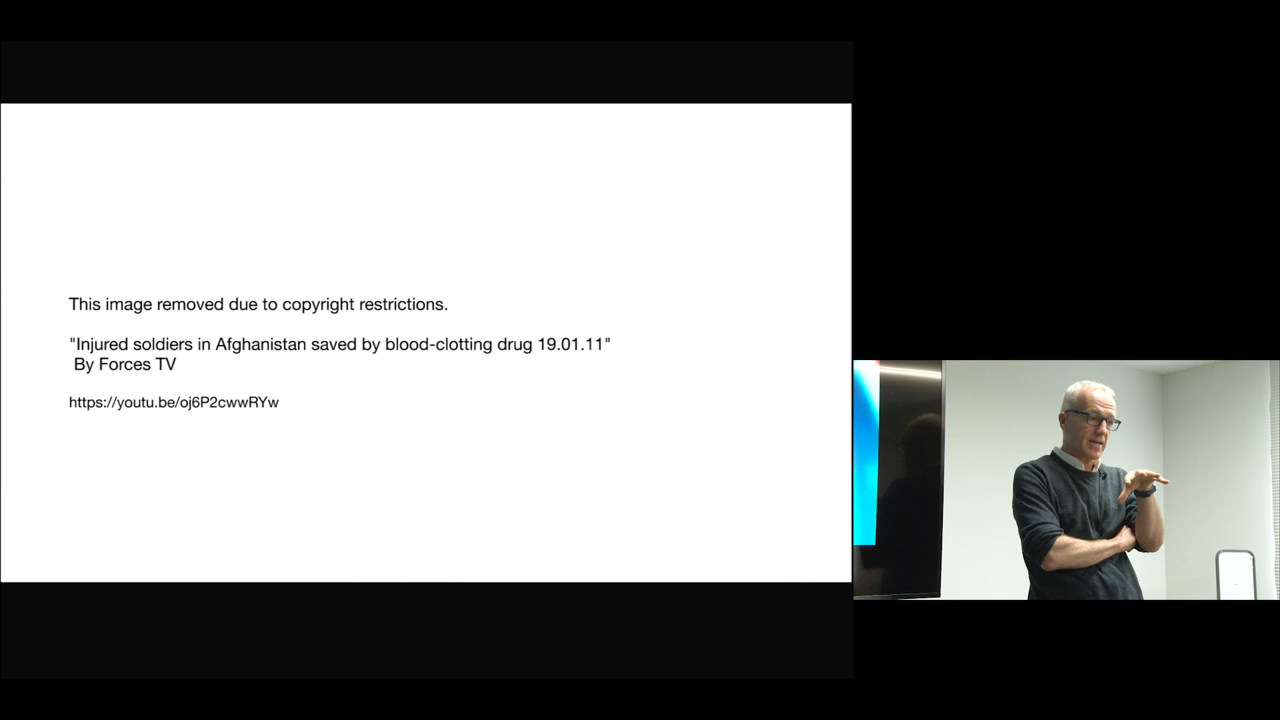 This image removed due to copyright restrictions.
"Injured soldiers in Afghanistan saved by blood-clotting drug 19.01.11"
By Forces TV
https://youtu.be/oj6P2cwwRYw